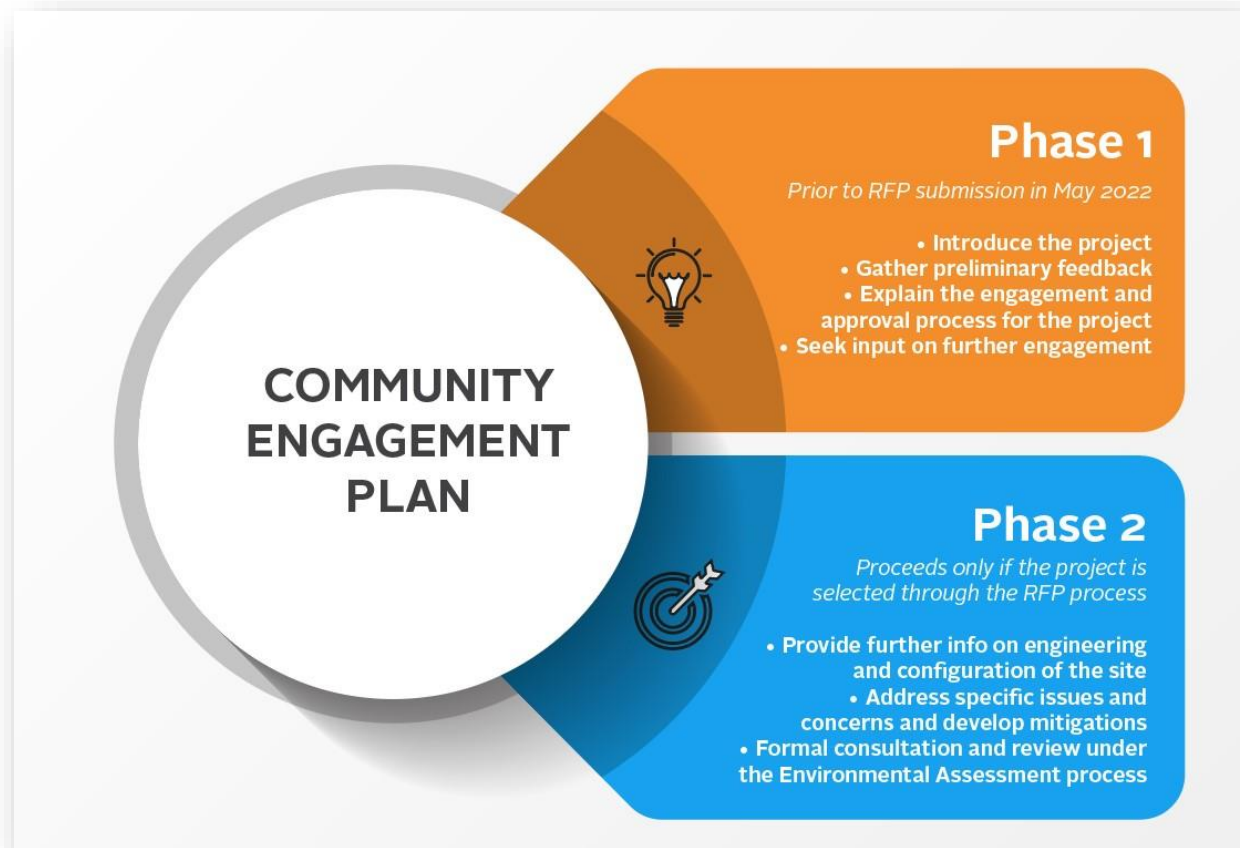 COMMUNITY
ENGAGEMENT
PLAN
Phase 1
Prior to RFP submission in May 2022
• Introduce the project
• Gather preliminary feedback
• Explain the engagement and
approval process for the project
• Seek input on further engagement
Phase 2
Proceeds only if the project is
selected through the RFP process
• Provide further info on engineering
and configuration of the site
• Address specific issues and
concerns and develop mitigations
• Formal consultation and review under
the Environmental Assessment process